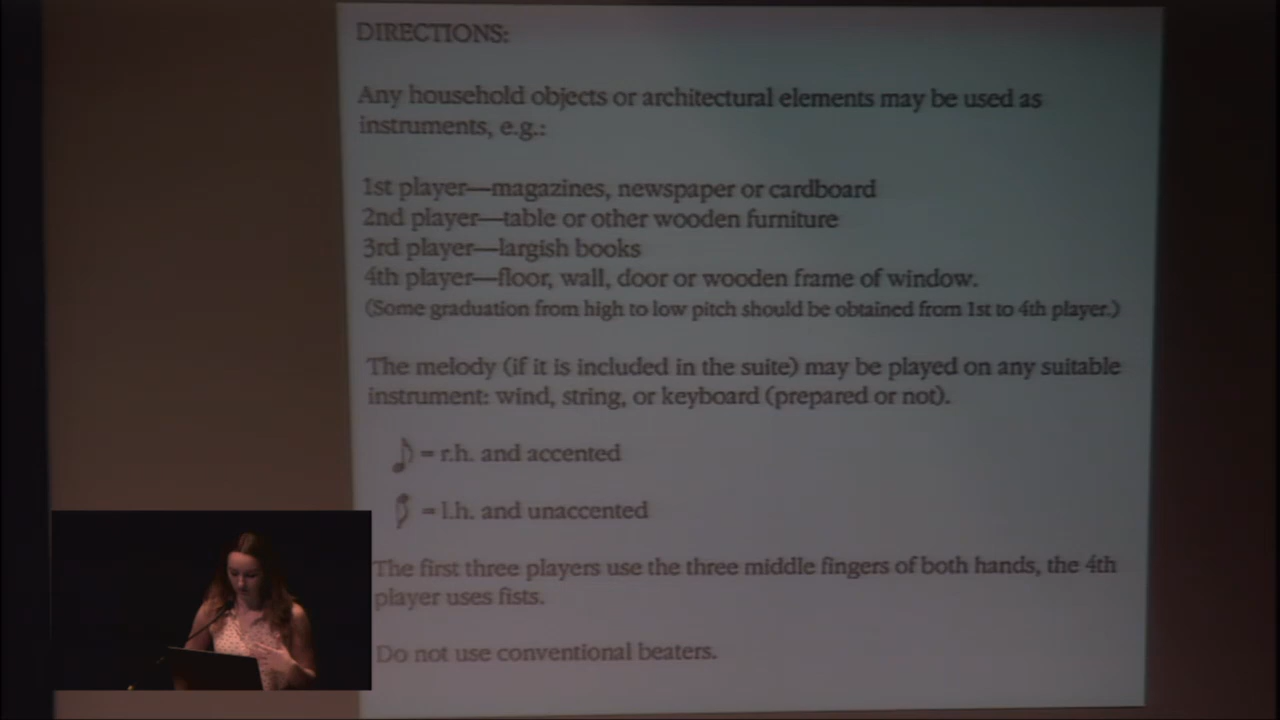 DIRECTIONS:
Any household objects or architectural elements may be used as
instruments, e.g.:
1st player—magazines, newspaper or cardboard
2nd player—table or other wooden furniture
3rd player—largish books
4th player—floor, wall, door or wooden frame of window.
(Some graduation from high to low pitch should be obtained from 1st to 4th player.)
The melody (if it is included in the suite) may be played on any suitable
instrument: wind, string, or keyboard (prepared or not).
♪ = r.h. and accented
= l.h. and unaccented
The first three players use the three middle fingers of both hands, the 4th
player uses fists.
Do not use conventional beaters.